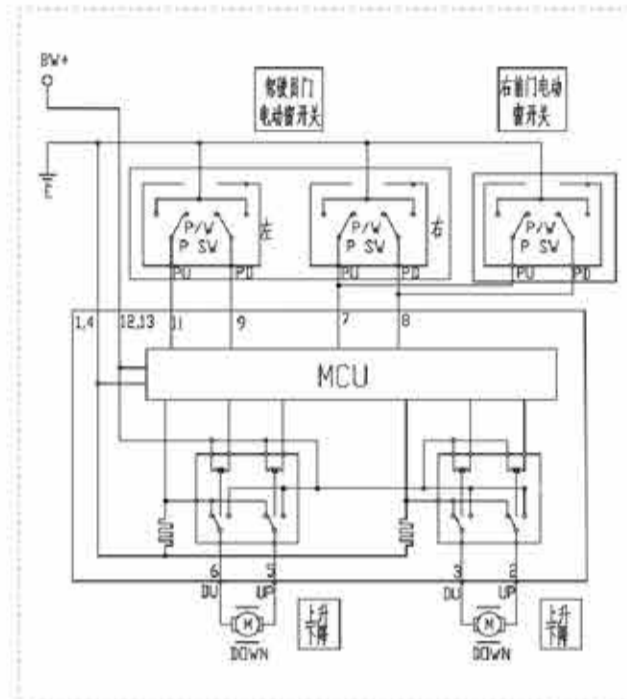 BW+
驾驶员门
电动窗开关
右前门电动
窗开关
P/W
P SW
左
P/W
P SW
右
P/W
P SW
PU
PD
PU
PD
PU
PD
1,4
12,13
11
9
7
8
MCU
6
5
3
2
DU
UP
DU
UP
M
M
上升
下降
上升
下降
DOWN
DOWN